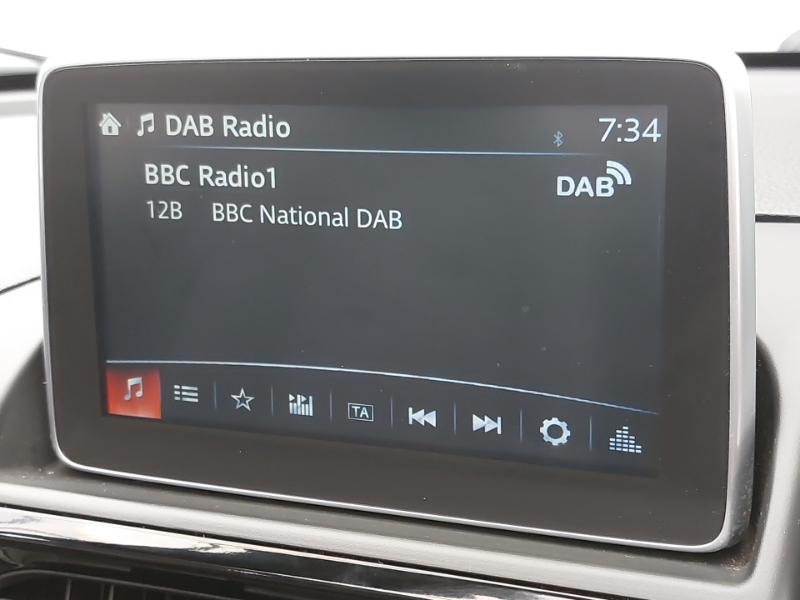 DAB Radio 7:34
BBC Radio1 DAB
12B BBC National DAB
TA